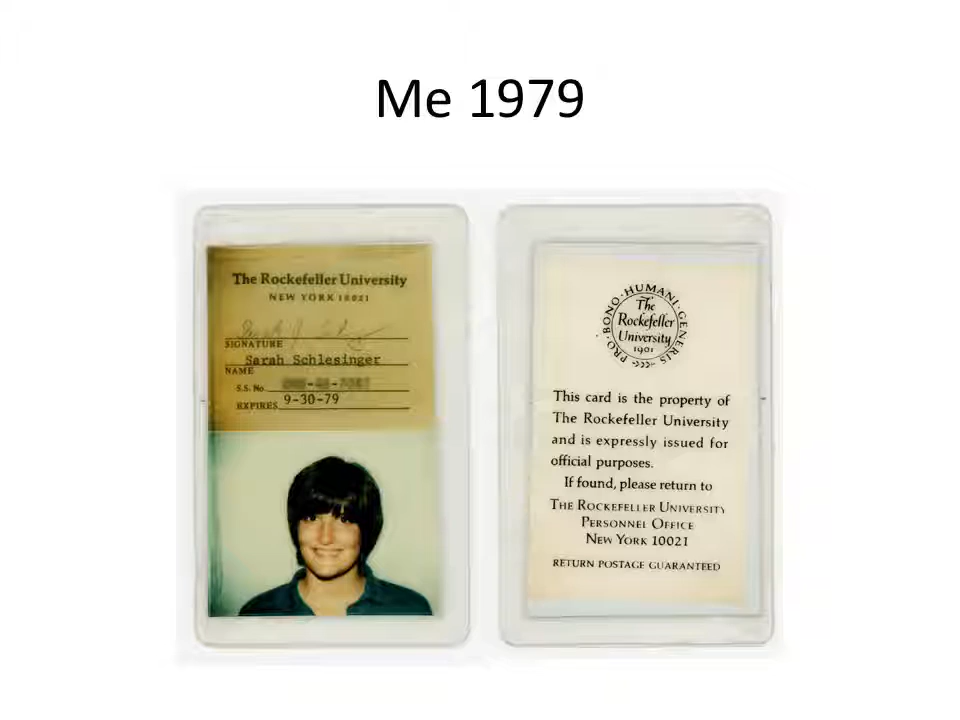 Me 1979
The Rockefeller University
NEW YORK 10021
SIGNATURE
Sarah Schlesinger
NAME
S.S. No.
9-30-79
EXPIRES
PRO · BONO · HUMANI · GENERIS
The
Rockefeller
University
1901
This card is the property of
The Rockefeller University
and is expressly issued for
official purposes.
If found, please return to
THE ROCKEFELLER UNIVERSITY
PERSONNEL OFFICE
NEW YORK 10021
RETURN POSTAGE GUARANTEED